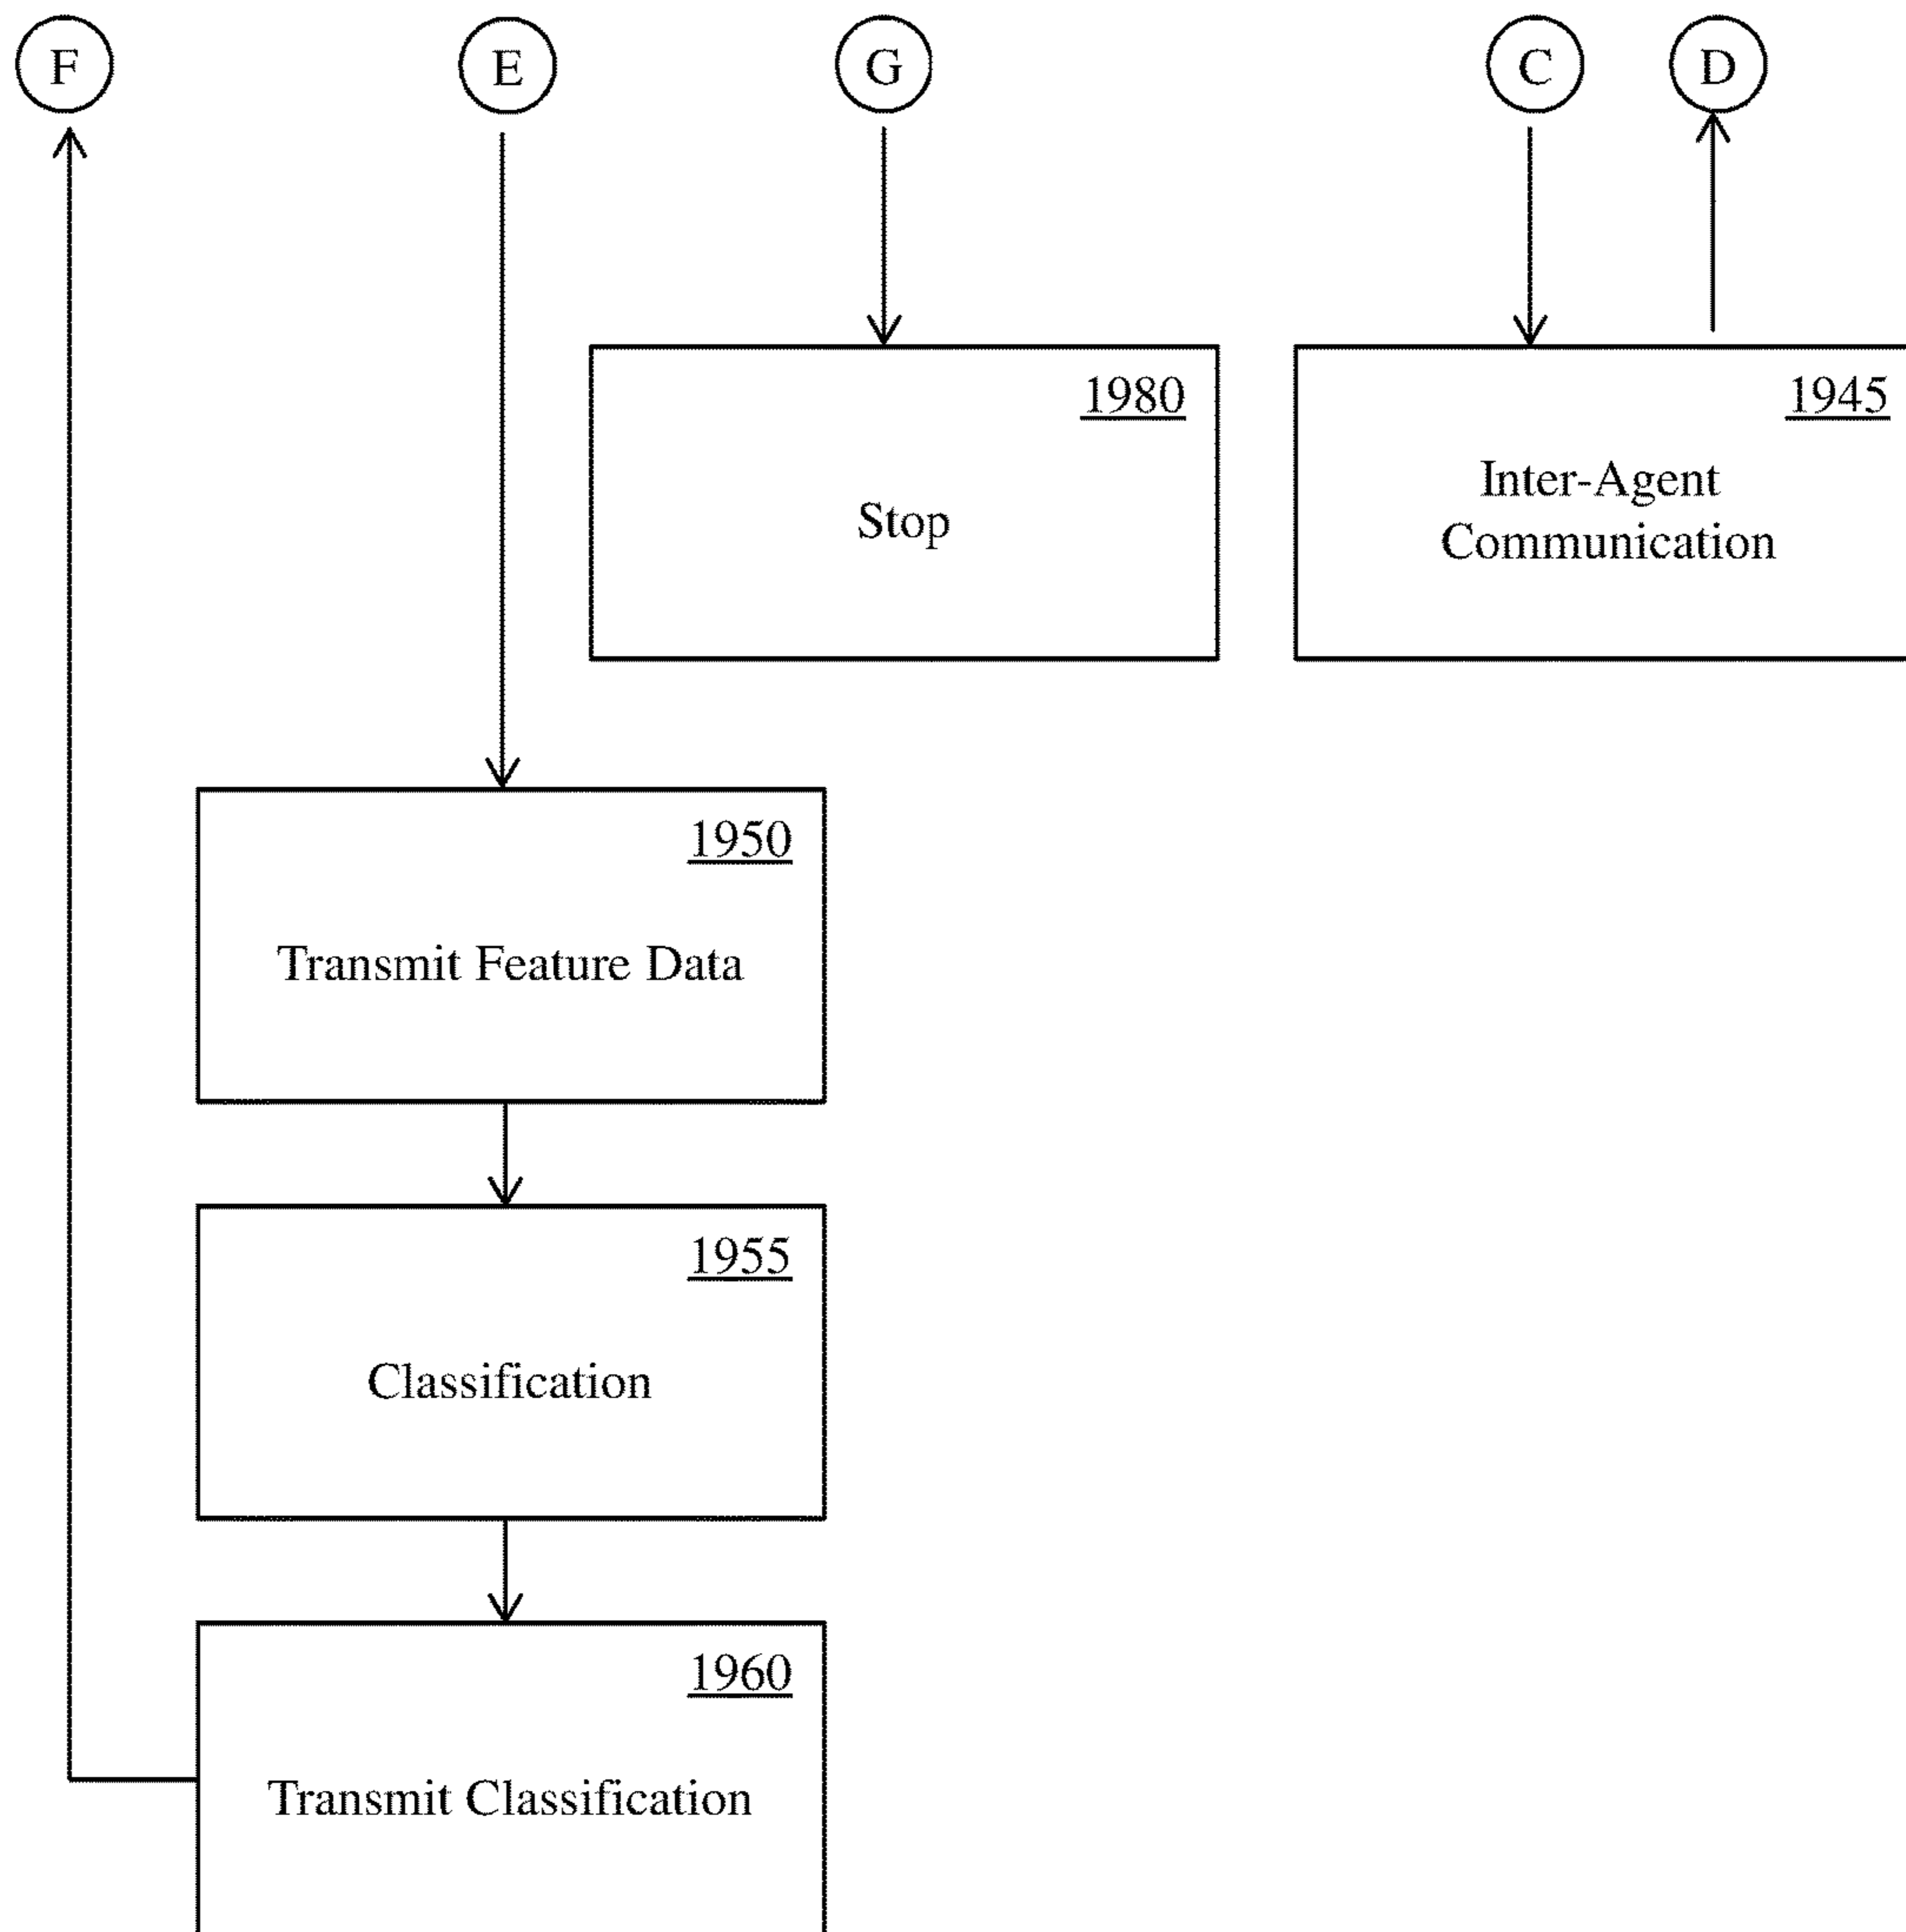 F
E
G
C
D
1980
Stop
1945
Inter-Agent
Communication
1950
Transmit Feature Data
1955
Classification
1960
Transmit Classification